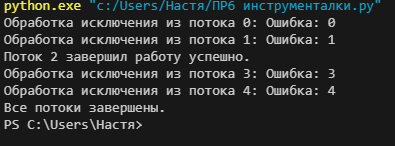 python.exe "c:/Users/Настя/ПР6 инструменталки.py"
Обработка исключения из потока 0: Ошибка: 0
Обработка исключения из потока 1: Ошибка: 1
Поток 2 завершил работу успешно.
Обработка исключения из потока 3: Ошибка: 3
Обработка исключения из потока 4: Ошибка: 4
Все потоки завершены.
PS C:\Users\Настя>